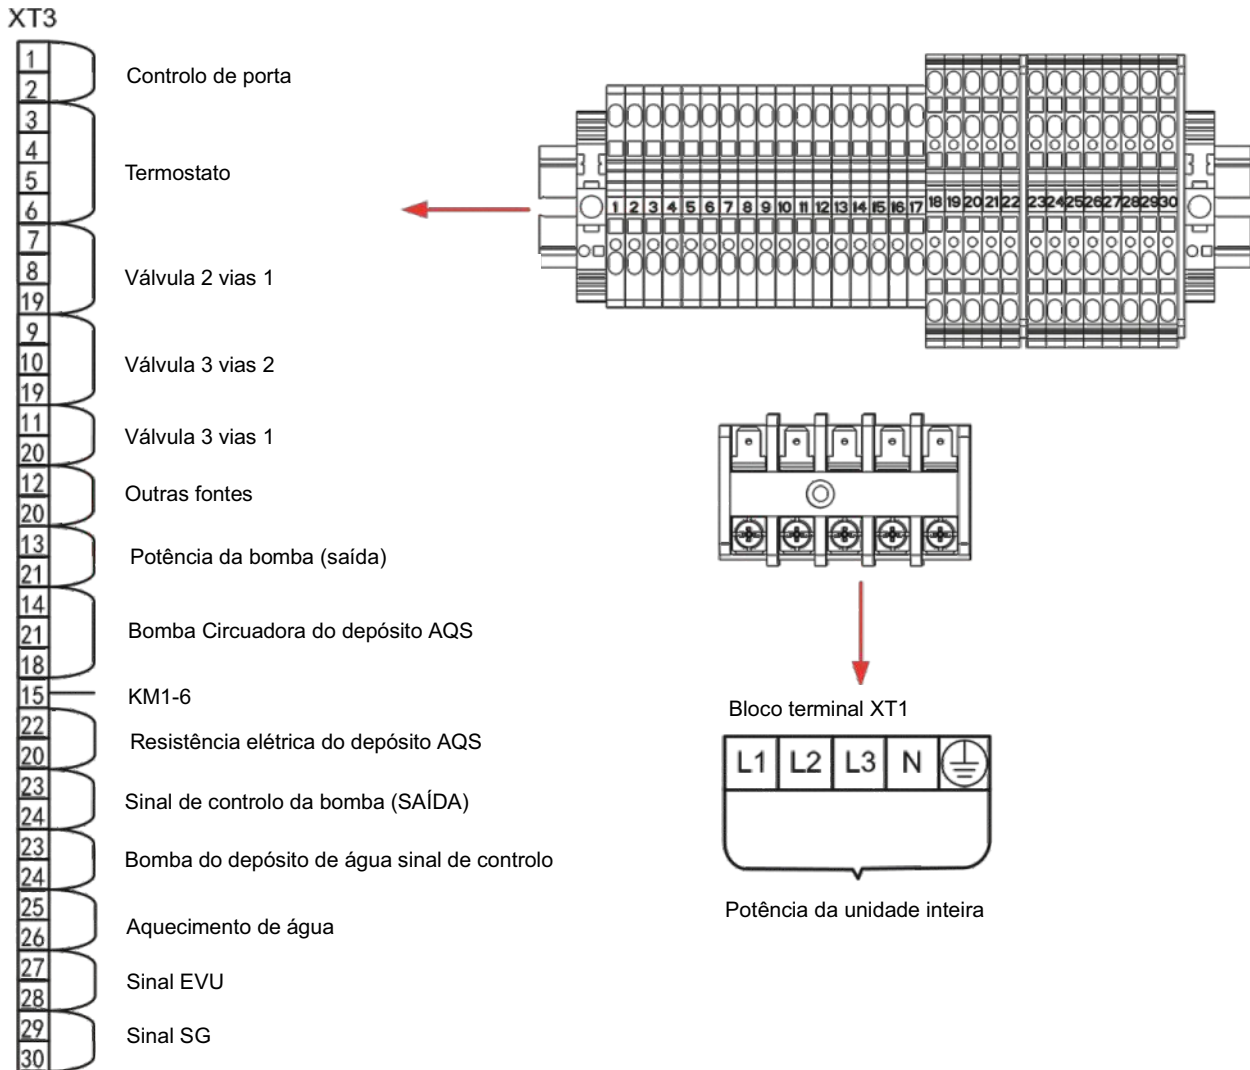 XT3
1
2
Controlo de porta
3
4
5
6
Termostato
7
8
19
Válvula 2 vias 1
9
10
19
Válvula 3 vias 2
11
20
Válvula 3 vias 1
12
20
Outras fontes
13
21
Potência da bomba (saída)
14
21
18
Bomba Circuadora do depósito AQS
15
KM1-6
22
20
Resistência elétrica do depósito AQS
23
24
Sinal de controlo da bomba (SAÍDA)
23
24
Bomba do depósito de água sinal de controlo
25
26
Aquecimento de água
27
28
Sinal EVU
29
30
Sinal SG
1 2 3 4 5 6 7 8 9 10 11 12 13 14 15 16 17 18 19 20 21 22 23 24 25 26 27 28 29 30
Bloco terminal XT1
L1 L2 L3 N
Potência da unidade inteira